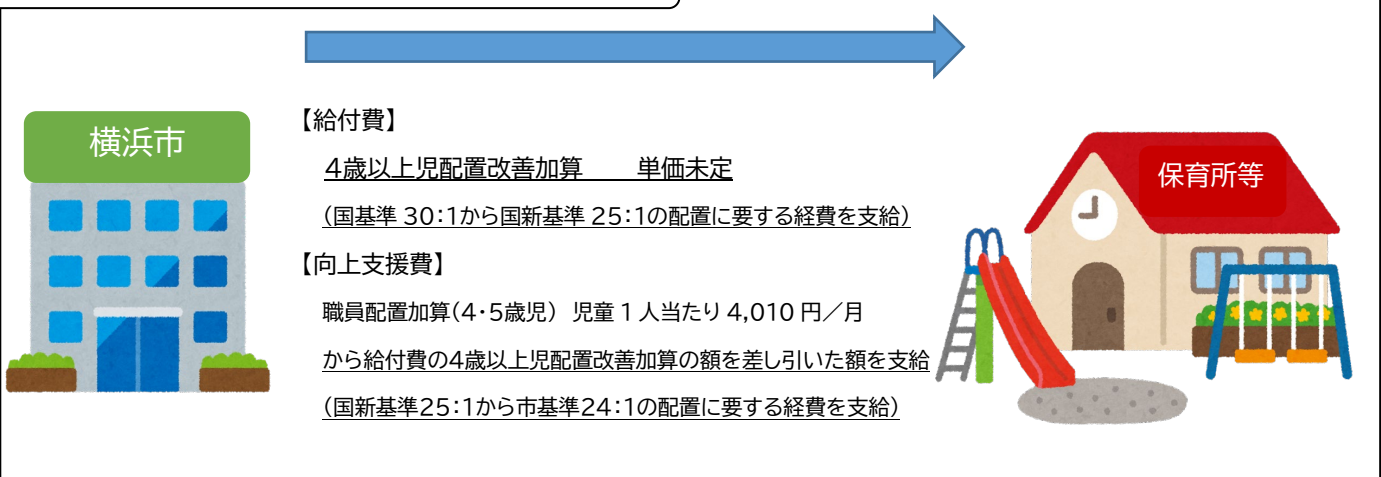 横浜市
【給付費】
４歳以上児配置改善加算　　単価未定
（国基準 30：１から国新基準 25：１の配置に要する経費を支給）
【向上支援費】
職員配置加算（４・５歳児）　児童 1 人当たり 4,010 円／月
から給付費の４歳以上児配置改善加算の額を差し引いた額を支給
（国新基準２５：１から市基準２４：１の配置に要する経費を支給）
保育所等